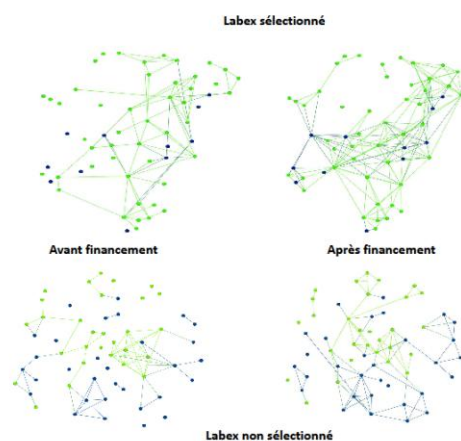 Labex sélectionné
Avant financement
Après financement
Labex non sélectionné